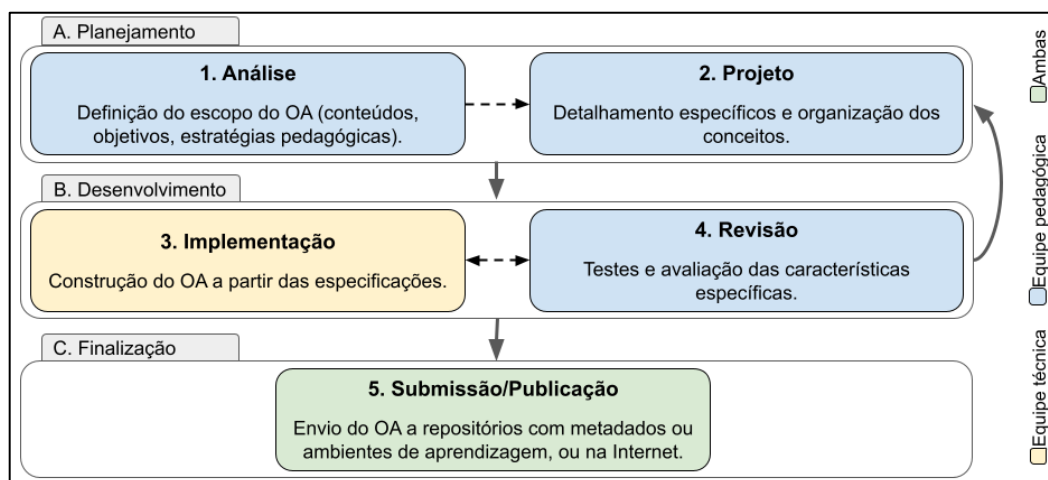 A. Planejamento
1. Análise
Definição do escopo do OA (conteúdos,
objetivos, estratégias pedagógicas).
2. Projeto
Detalhamento específicos e organização dos
conceitos.
B. Desenvolvimento
3. Implementação
Construção do OA a partir das especificações.
4. Revisão
Testes e avaliação das características
específicas.
C. Finalização
5. Submissão/Publicação
Envio do OA a repositórios com metadados ou
ambientes de aprendizagem, ou na Internet.
Ambas
Equipe pedagógica
Equipe técnica